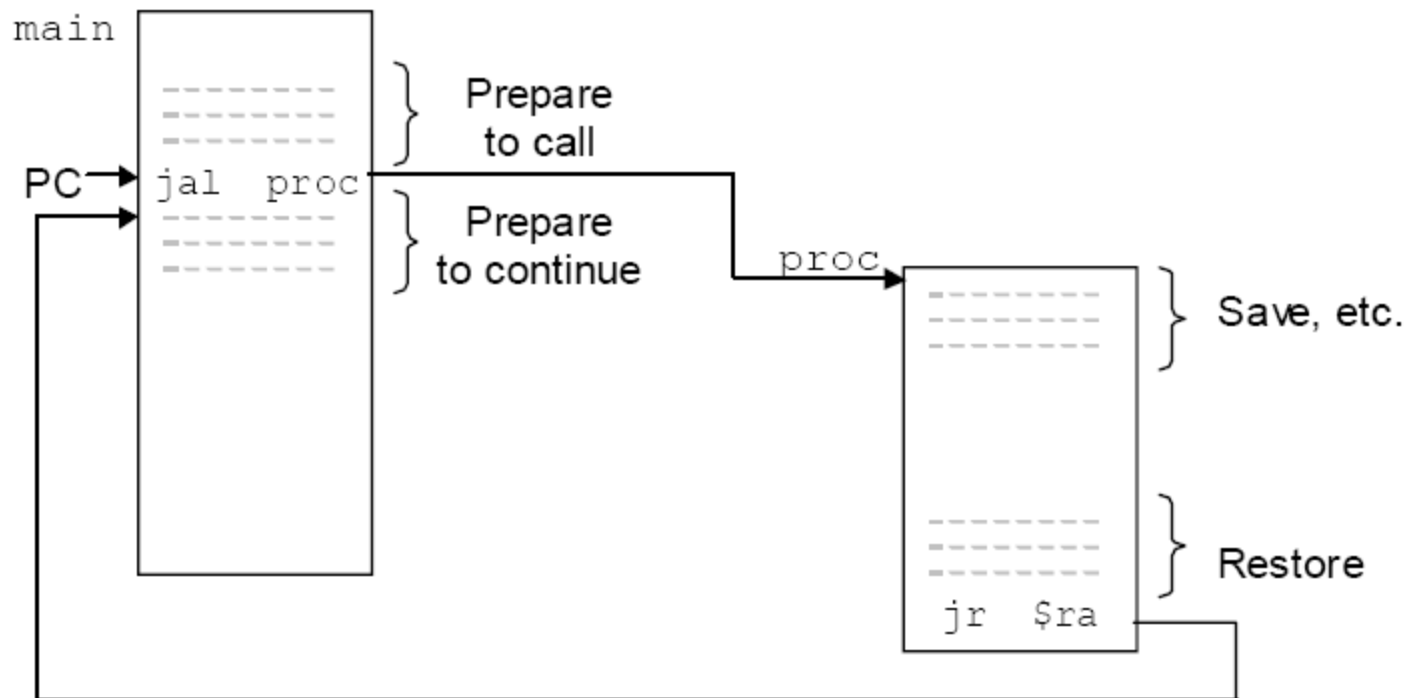 main
Prepare
to call
PC
jal proc
Prepare
to continue
proc
Save, etc.
Restore
jr $ra